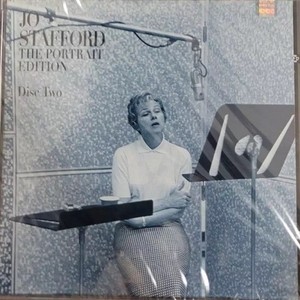 JO
STAFFORD
THE PORTRAIT
EDITION
Disc Two